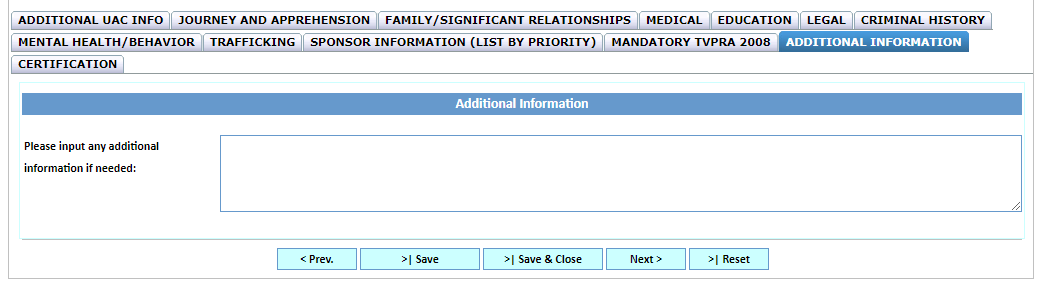 ADDITIONAL UAC INFO JOURNEY AND APPREHENSION FAMILY/SIGNIFICANT RELATIONSHIPS MEDICAL EDUCATION LEGAL CRIMINAL HISTORY
MENTAL HEALTH/BEHAVIOR TRAFFICKING SPONSOR INFORMATION (LIST BY PRIORITY) MANDATORY TVPRA 2008 ADDITIONAL INFORMATION
CERTIFICATION
Additional Information
Please input any additional
information if needed:
< Prev. >| Save >| Save & Close Next > >| Reset